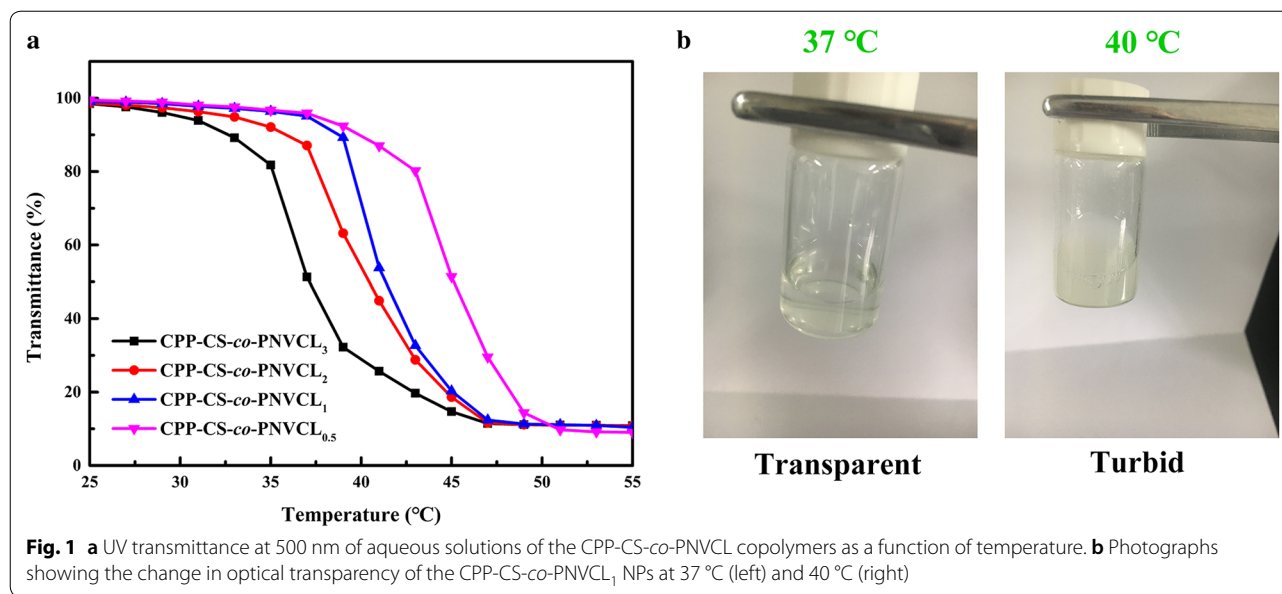 a
Transmittance (%)
100
80
60
40
20
0
CPP-CS-co-PNVCL₃
CPP-CS-co-PNVCL₂
CPP-CS-co-PNVCL₁
CPP-CS-co-PNVCL₀.₅
25 30 35 40 45 50 55
Temperature (°C)
b
37 °C 40 °C
Transparent Turbid
Fig. 1 a UV transmittance at 500 nm of aqueous solutions of the CPP-CS-co-PNVCL copolymers as a function of temperature. b Photographs
showing the change in optical transparency of the CPP-CS-co-PNVCL₁ NPs at 37 °C (left) and 40 °C (right)